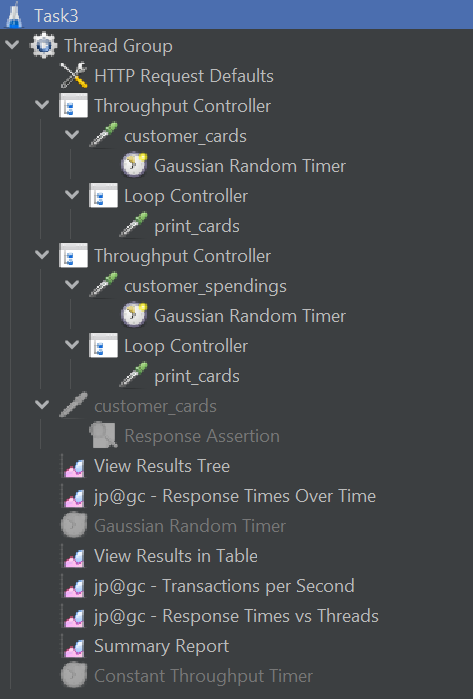 Task3
Thread Group
HTTP Request Defaults
Throughput Controller
customer_cards
Gaussian Random Timer
Loop Controller
print_cards
Throughput Controller
customer_spendings
Gaussian Random Timer
Loop Controller
print_cards
customer_cards
Response Assertion
View Results Tree
jp@gc - Response Times Over Time
Gaussian Random Timer
View Results in Table
jp@gc - Transactions per Second
jp@gc - Response Times vs Threads
Summary Report
Constant Throughput Timer